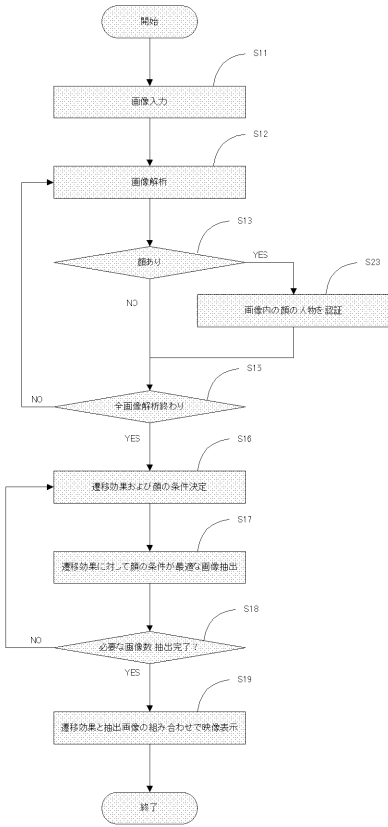 開始
S11
画像入力
S12
画像解析
S13
顔あり
YES
S23
NO
画像内の顔の人物を認証
S15
NO
全画像解析終わり
YES
S16
遷移効果および顔の条件決定
S17
遷移効果に対して顔の条件が最適な画像抽出
S18
NO
必要な画像数 抽出完了?
YES
S19
遷移効果と抽出画像の組み合わせで映像表示
終了